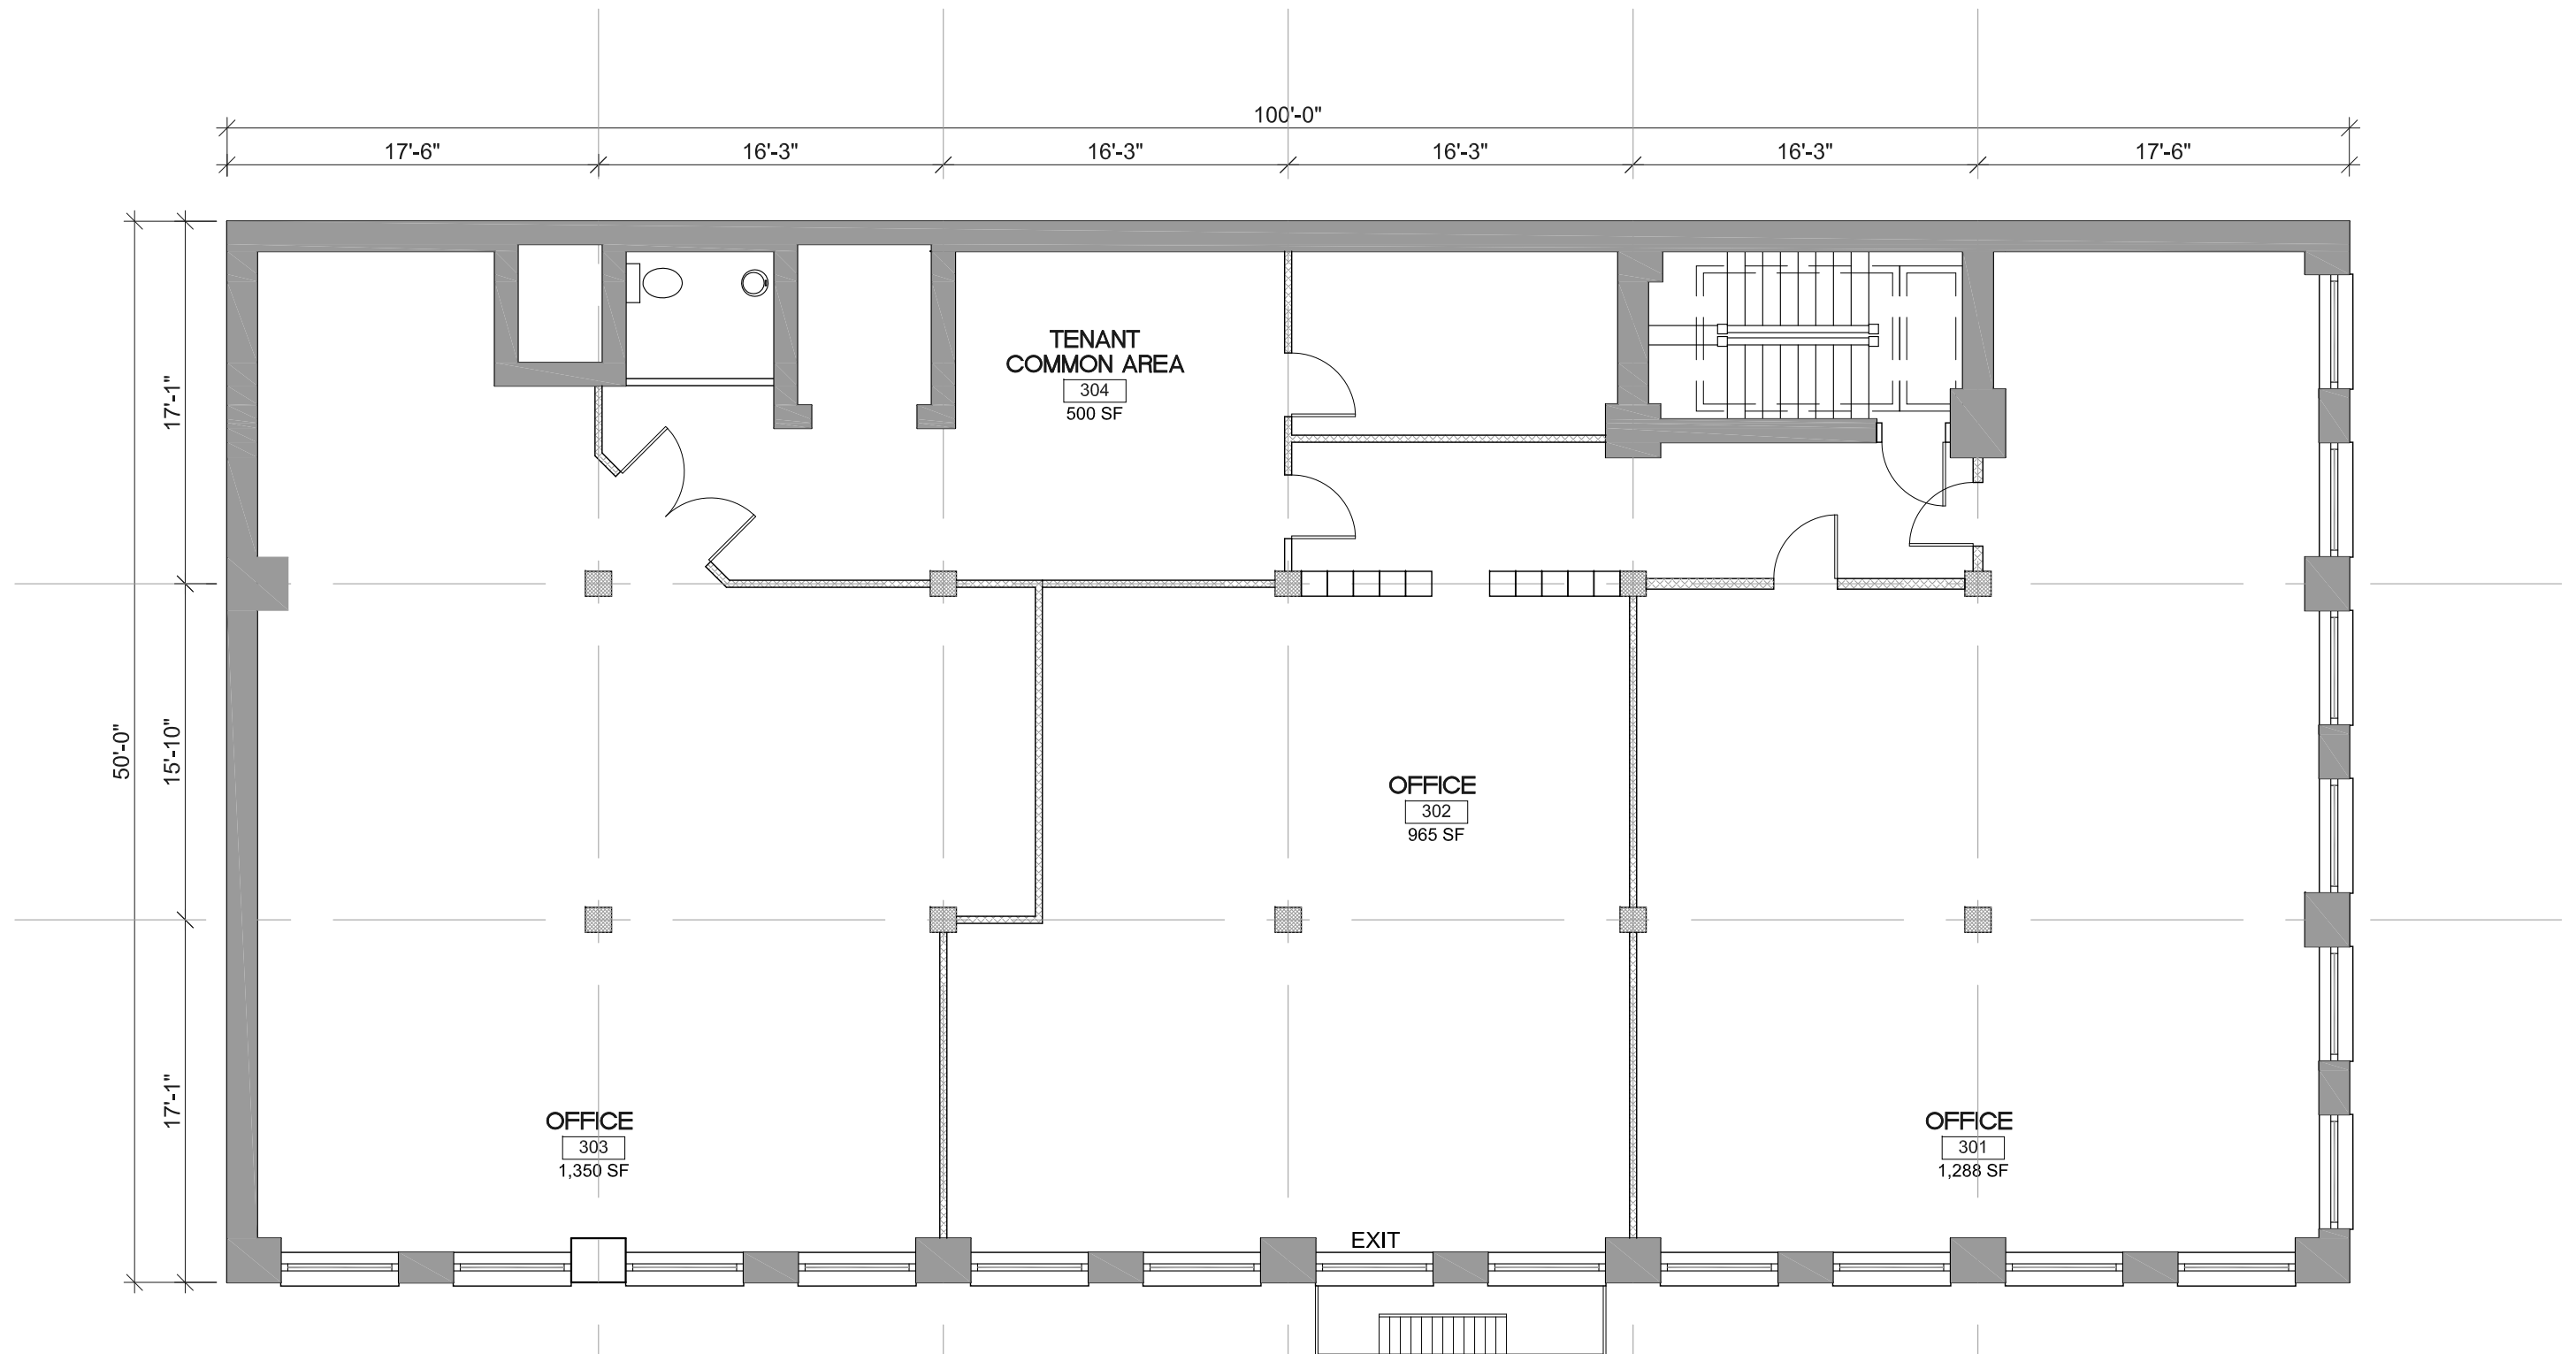 100'-0"
17'-6"
16'-3"
16'-3"
16'-3"
16'-3"
17'-6"
50'-0"
17'-1"
15'-10"
17'-1"
TENANT
COMMON AREA
304
500 SF
OFFICE
302
965 SF
OFFICE
303
1,350 SF
OFFICE
301
1,288 SF
EXIT